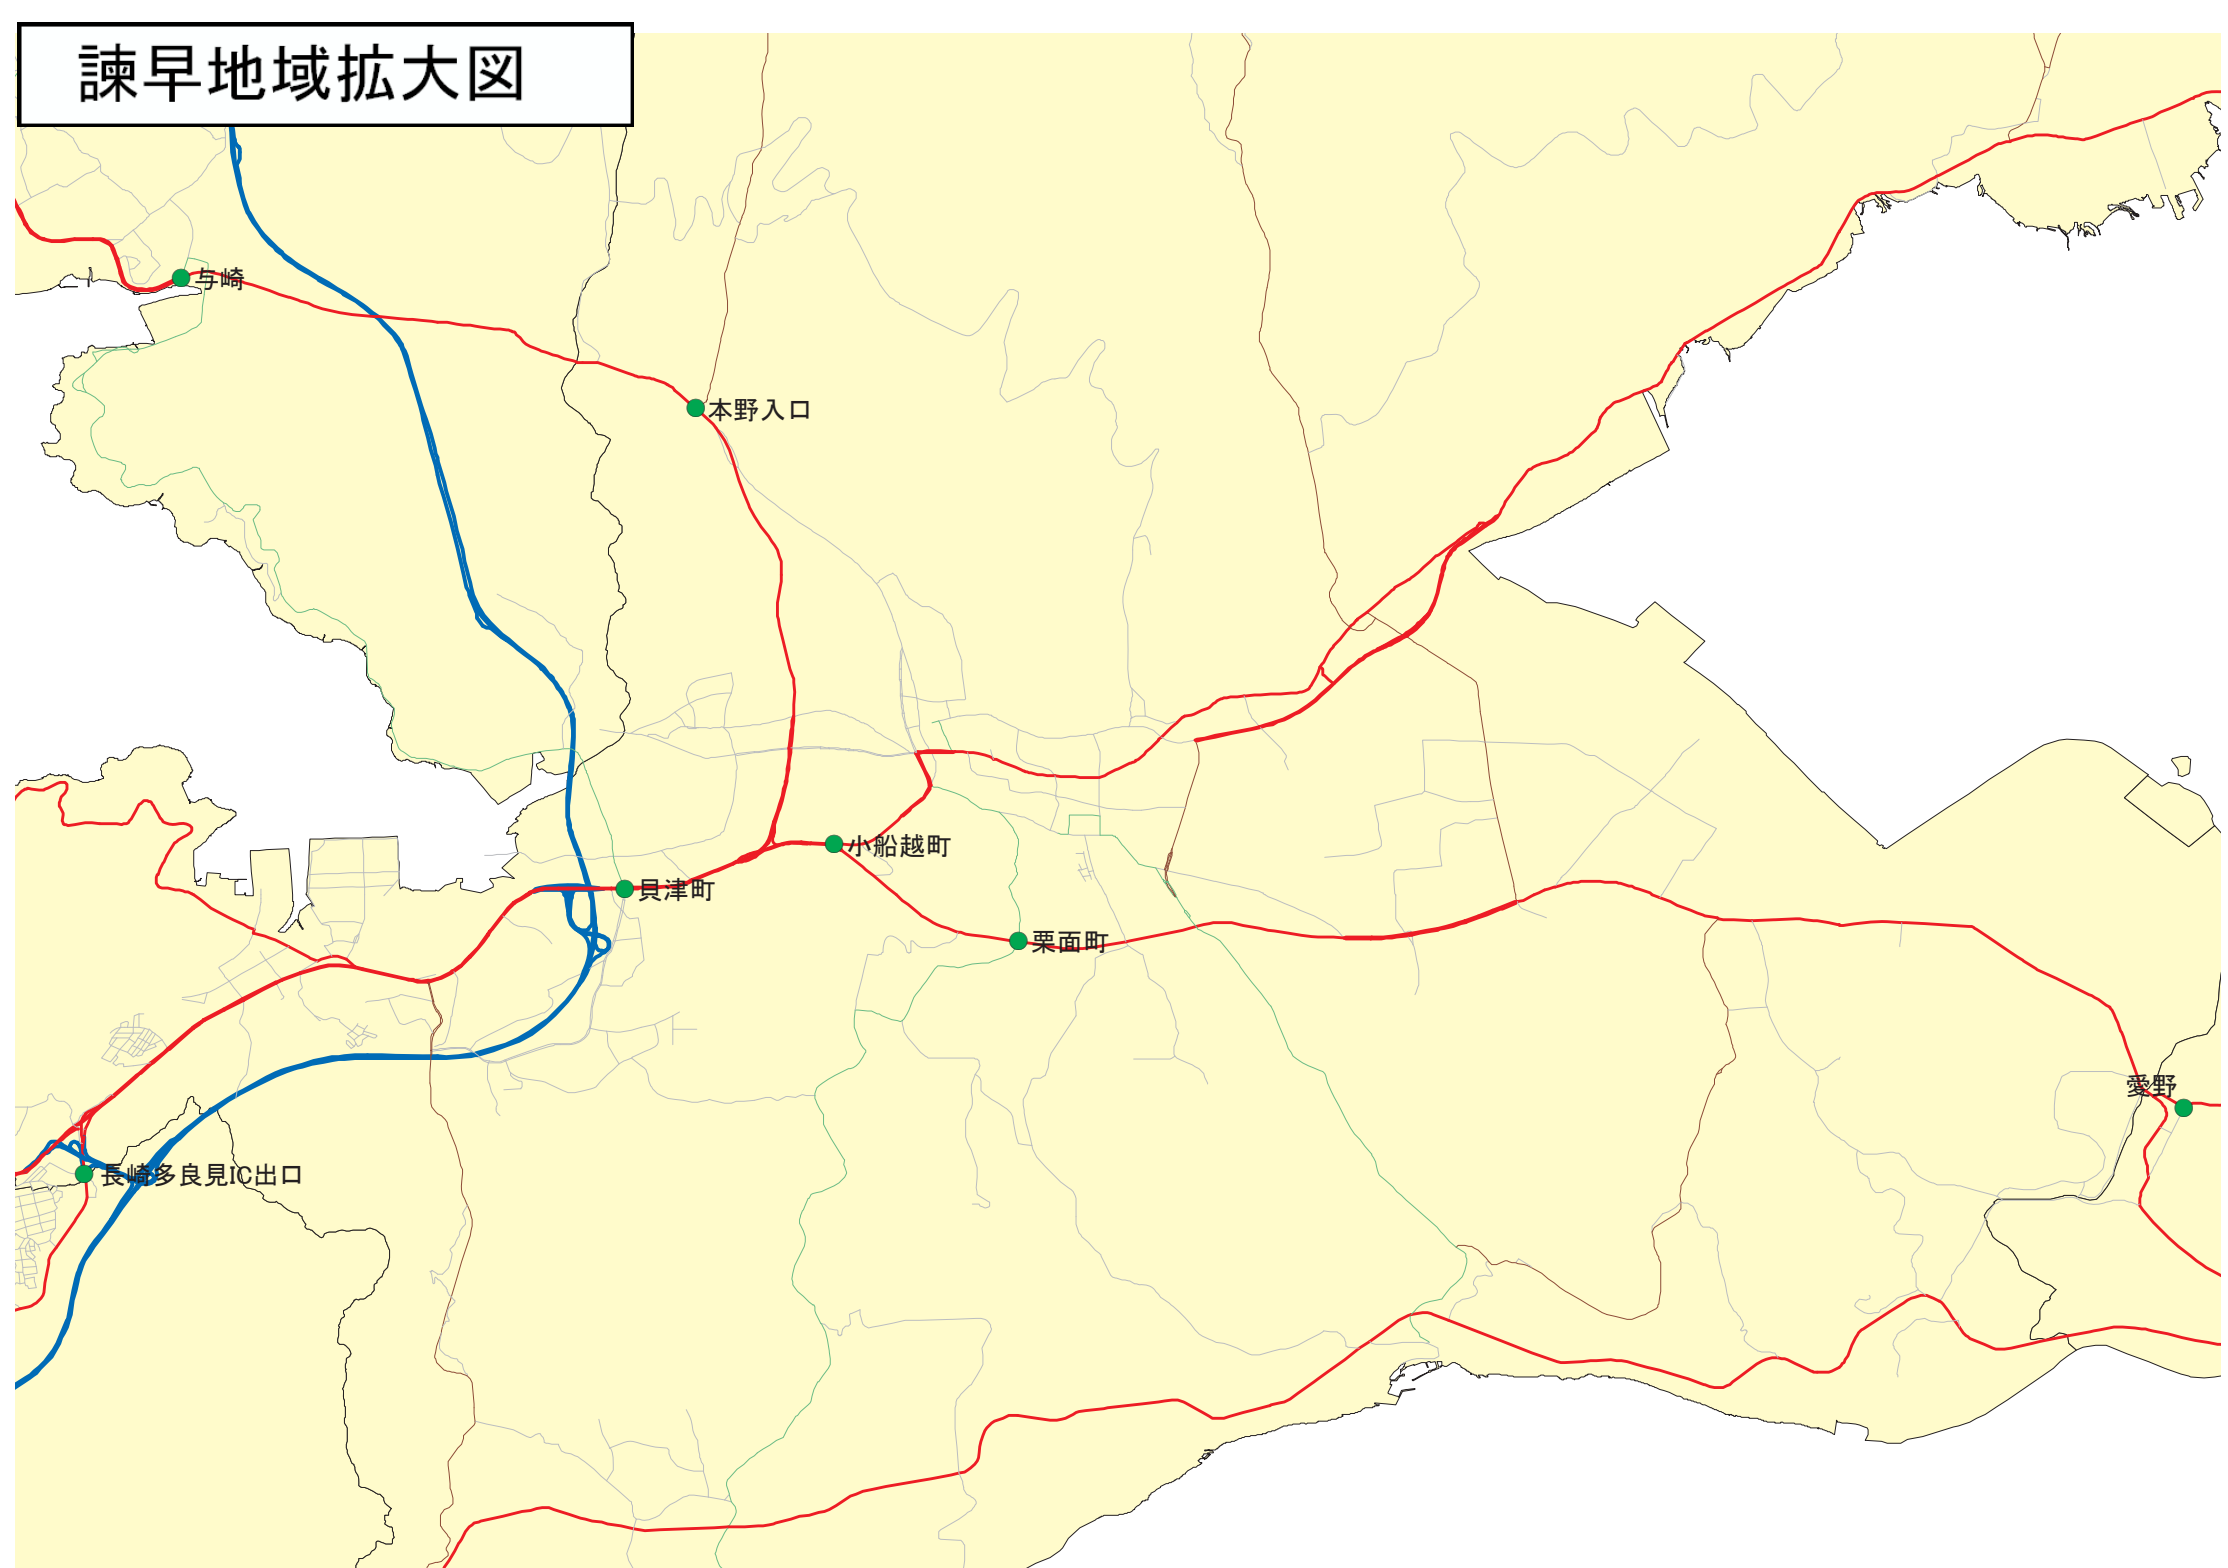 諫早地域拡大図
与崎
本野入口
小船越町
貝津町
栗面町
愛野
長崎多良見IC出口